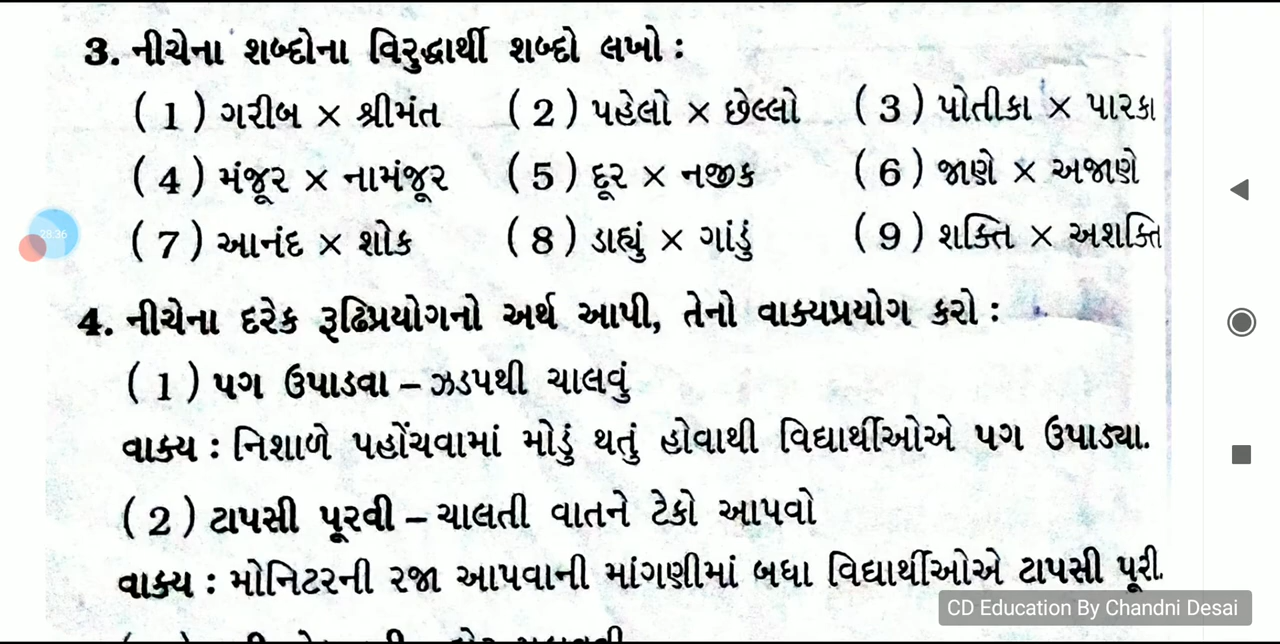 3. નીચેના શબ્દોના વિરુદ્ધાર્થી શબ્દો લખો :
( 1 ) ગરીબ × શ્રીમંત ( 2 ) પહેલો × છેલ્લો ( 3 ) પોતીકા × પારકા
( 4 ) મંજૂર × નામંજૂર ( 5 ) દૂર × નજીક ( 6 ) જાણે × અજાણે
( 7 ) આનંદ × શોક ( 8 ) ડાહ્યું × ગાંડું ( 9 ) શક્તિ × અશક્તિ
28:36
4. નીચેના દરેક રૂઢિપ્રયોગનો અર્થ આપી, તેનો વાક્યપ્રયોગ કરો :
( 1 ) પગ ઉપાડવા – ઝડપથી ચાલવું
વાક્ય : નિશાળે પહોંચવામાં મોડું થતું હોવાથી વિદ્યાર્થીઓએ પગ ઉપાડ્યા.
( 2 ) ટાપસી પૂરવી – ચાલતી વાતને ટેકો આપવો
વાક્ય : મોનિટરની રજા આપવાની માંગણીમાં બધા વિદ્યાર્થીઓએ ટાપસી પૂરી.
CD Education By Chandni Desai